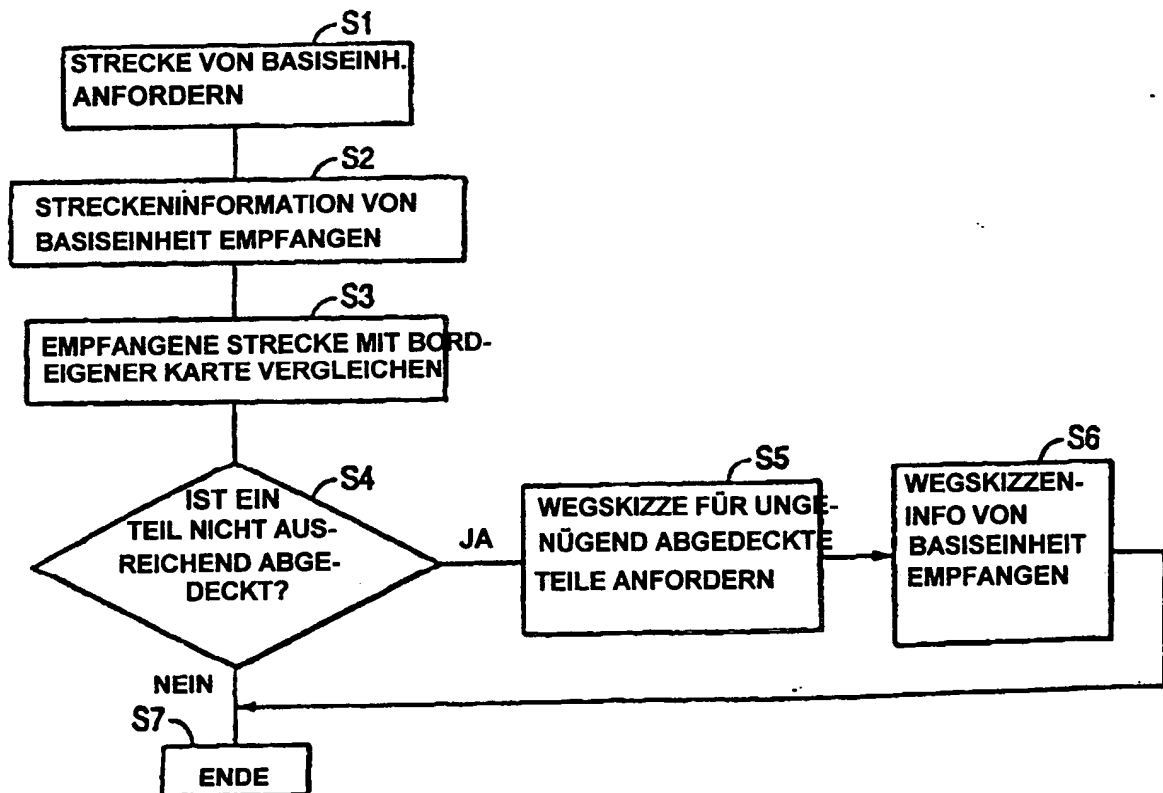 S1
STRECKE VON BASISEINH.
ANFORDERN
S2
STRECKENINFORMATION VON
BASISEINHEIT EMPFANGEN
S3
EMPFANGENE STRECKE MIT BORD-
EIGENER KARTE VERGLEICHEN
S4
IST EIN
TEIL NICHT AUS-
REICHEND ABGE-
DECKT?
JA
S5
WEGSKIZZE FÜR UNGE-
NÜGEND ABGEDECKTE
TEILE ANFORDERN
S6
WEGSKIZZEN-
INFO VON
BASISEINHEIT
EMPFANGEN
NEIN
S7
ENDE